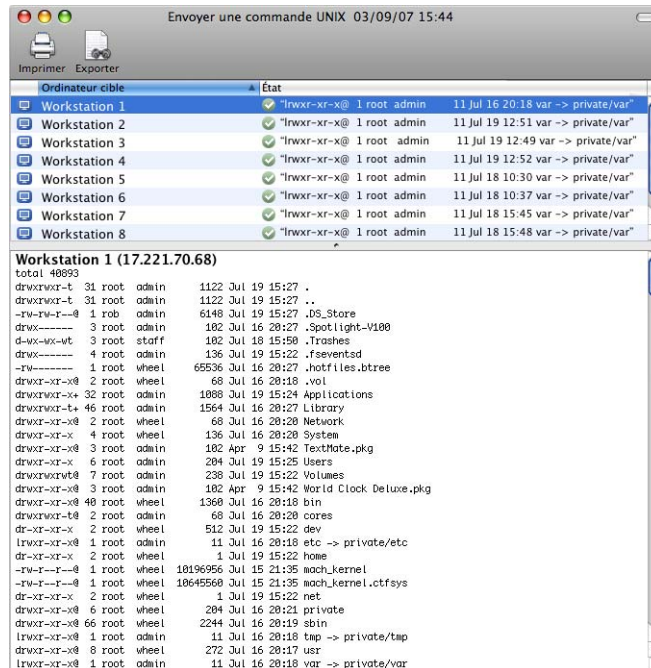 Envoyer une commande UNIX 03/09/07 15:44
Imprimer Exporter
Ordinateur cible État
Workstation 1 "lrwxr-xr-x@ 1 root admin 11 Jul 16 20:18 var -> private/var"
Workstation 2 "lrwxr-xr-x@ 1 root admin 11 Jul 19 12:51 var -> private/var"
Workstation 3 "lrwxr-xr-x@ 1 root admin 11 Jul 19 12:49 var -> private/var"
Workstation 4 "lrwxr-xr-x@ 1 root admin 11 Jul 19 12:52 var -> private/var"
Workstation 5 "lrwxr-xr-x@ 1 root admin 11 Jul 18 10:30 var -> private/var"
Workstation 6 "lrwxr-xr-x@ 1 root admin 11 Jul 18 10:37 var -> private/var"
Workstation 7 "lrwxr-xr-x@ 1 root admin 11 Jul 18 15:45 var -> private/var"
Workstation 8 "lrwxr-xr-x@ 1 root admin 11 Jul 18 15:48 var -> private/var"
Workstation 1 (17.221.70.68)
total 40893
drwxrwxr-t 31 root admin 1122 Jul 19 15:27 .
drwxrwxr-t 31 root admin 1122 Jul 19 15:27 ..
-rw-rw-r--@ 1 rob admin 6148 Jul 19 15:27 .DS_Store
drwx------ 3 root admin 102 Jul 16 20:27 .Spotlight-V100
d-wx-wx-wt 3 root staff 102 Jul 18 15:50 .Trashes
drwx------ 4 root admin 136 Jul 19 15:22 .fseventsd
-rw------- 1 root wheel 65536 Jul 16 20:27 .hotfiles.btree
drwxr-xr-x@ 2 root wheel 68 Jul 16 20:18 .vol
drwxrwxr-x+ 32 root admin 1088 Jul 19 15:24 Applications
drwxrwxr-t+ 46 root admin 1564 Jul 16 20:27 Library
drwxr-xr-x@ 2 root wheel 68 Jul 16 20:20 Network
drwxr-xr-x 4 root wheel 136 Jul 16 20:20 System
drwxr-xr-x@ 3 root admin 102 Apr 9 15:42 TextMate.pkg
drwxr-xr-x 6 root admin 204 Jul 19 15:25 Users
drwxrwxrwt@ 7 root admin 238 Jul 19 15:22 Volumes
drwxr-xr-x@ 3 root admin 102 Apr 9 15:42 World Clock Deluxe.pkg
drwxr-xr-x@ 40 root wheel 1360 Jul 16 20:18 bin
drwxrwxr-t@ 2 root admin 68 Jul 16 20:20 cores
dr-xr-xr-x 2 root wheel 512 Jul 19 15:22 dev
lrwxr-xr-x@ 1 root admin 11 Jul 16 20:18 etc -> private/etc
dr-xr-xr-x 2 root wheel 1 Jul 19 15:22 home
-rw-r--r--@ 1 root wheel 10196956 Jul 15 21:35 mach_kernel
-rw-r--r--@ 1 root wheel 10645560 Jul 15 21:35 mach_kernel.ctfsys
dr-xr-xr-x 2 root wheel 1 Jul 19 15:22 net
drwxr-xr-x@ 6 root wheel 204 Jul 16 20:21 private
drwxr-xr-x@ 66 root wheel 2244 Jul 16 20:19 sbin
lrwxr-xr-x@ 1 root admin 11 Jul 16 20:18 tmp -> private/tmp
drwxr-xr-x@ 8 root wheel 272 Jul 16 20:17 usr
lrwxr-xr-x@ 1 root admin 11 Jul 16 20:18 var -> private/var